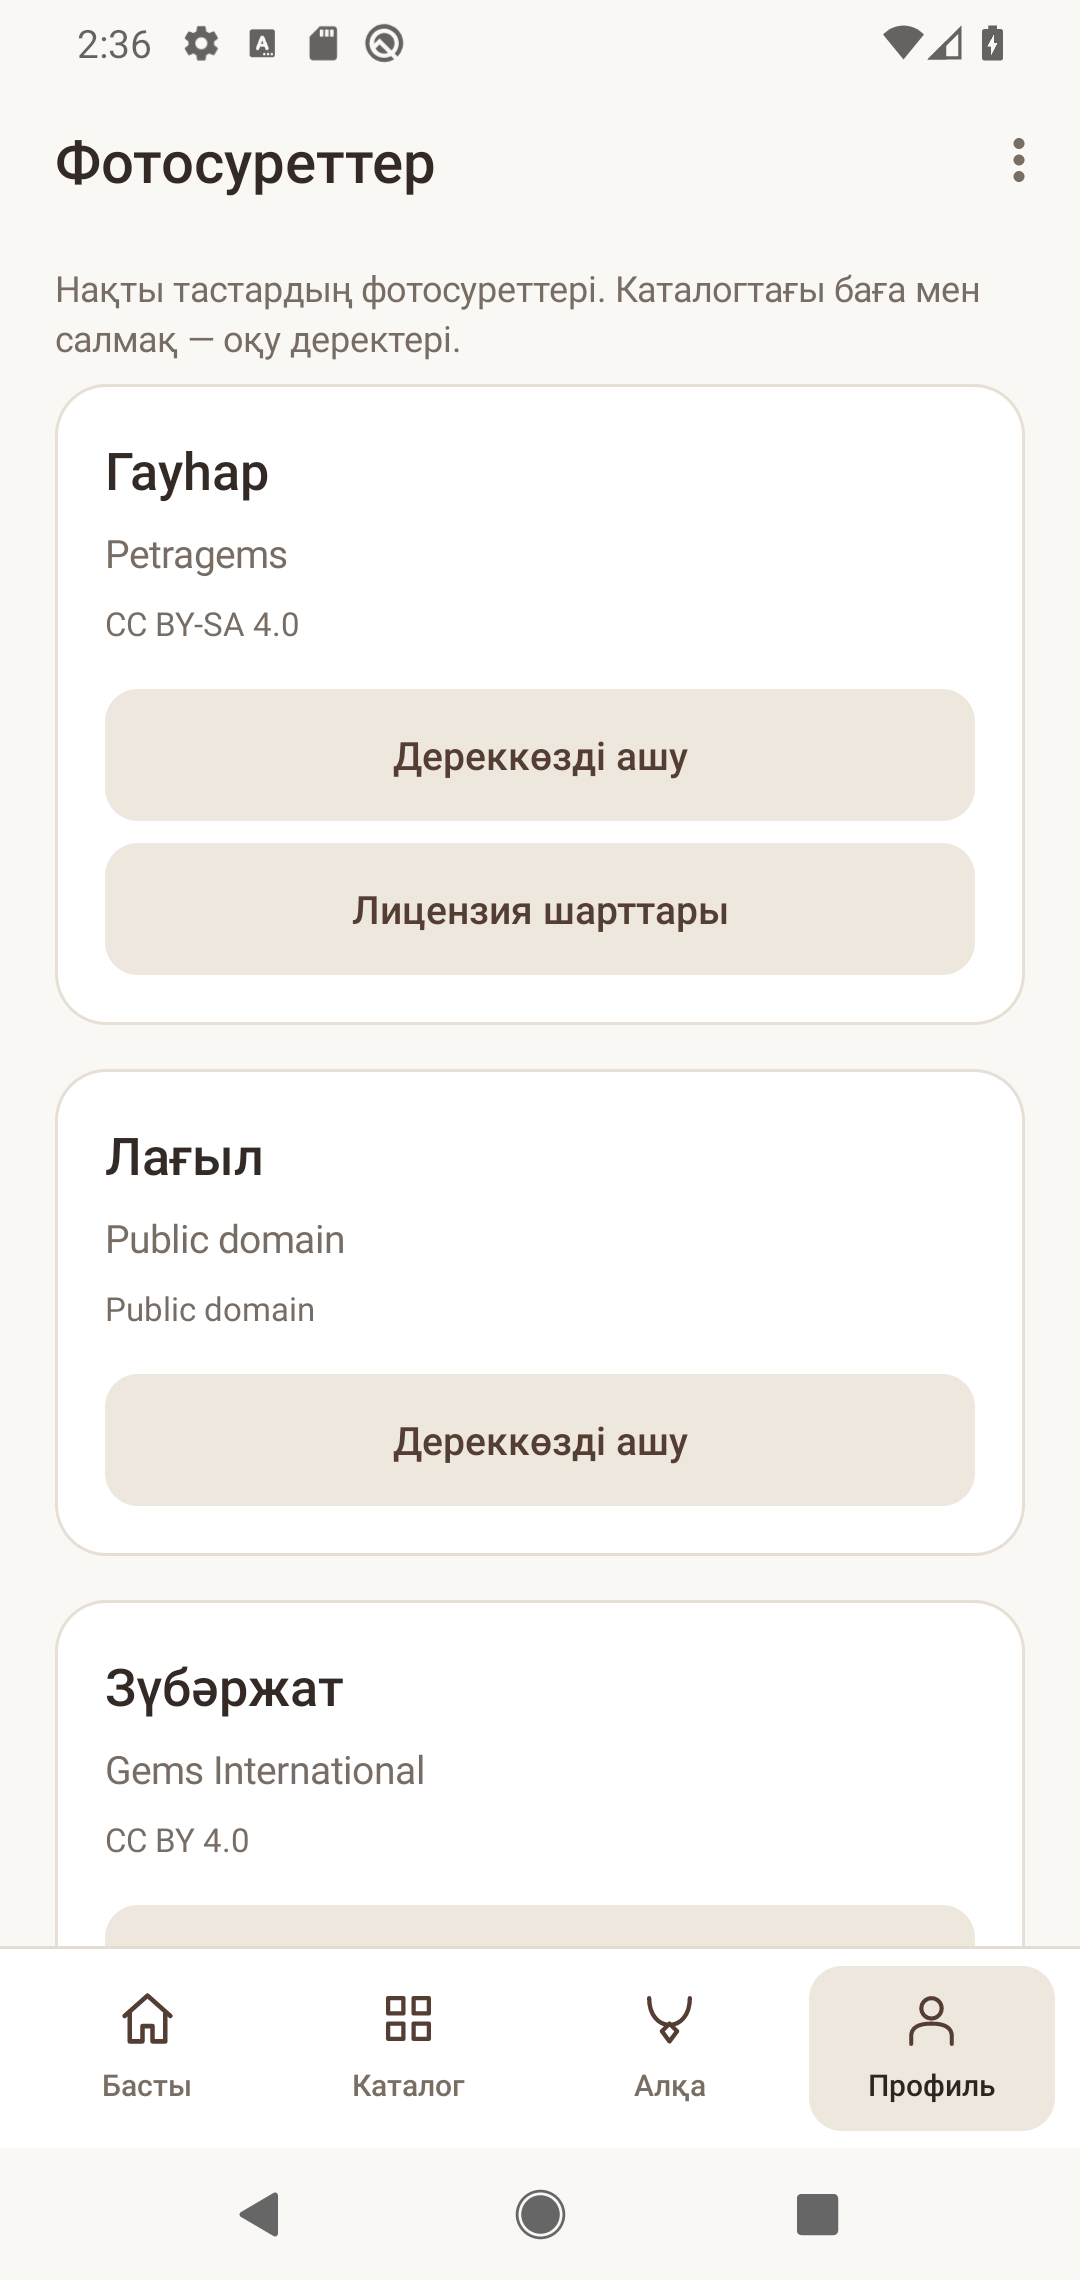 2:36
Фотосуреттер
Нақты тастардың фотосуреттері. Каталогтағы баға мен
салмақ — оқу деректері.
Гауһар
Petragems
CC BY-SA 4.0
Дереккөзді ашу
Лицензия шарттары
Лағыл
Public domain
Public domain
Дереккөзді ашу
Зүбәржат
Gems International
CC BY 4.0
Басты
Каталог
Алқа
Профиль